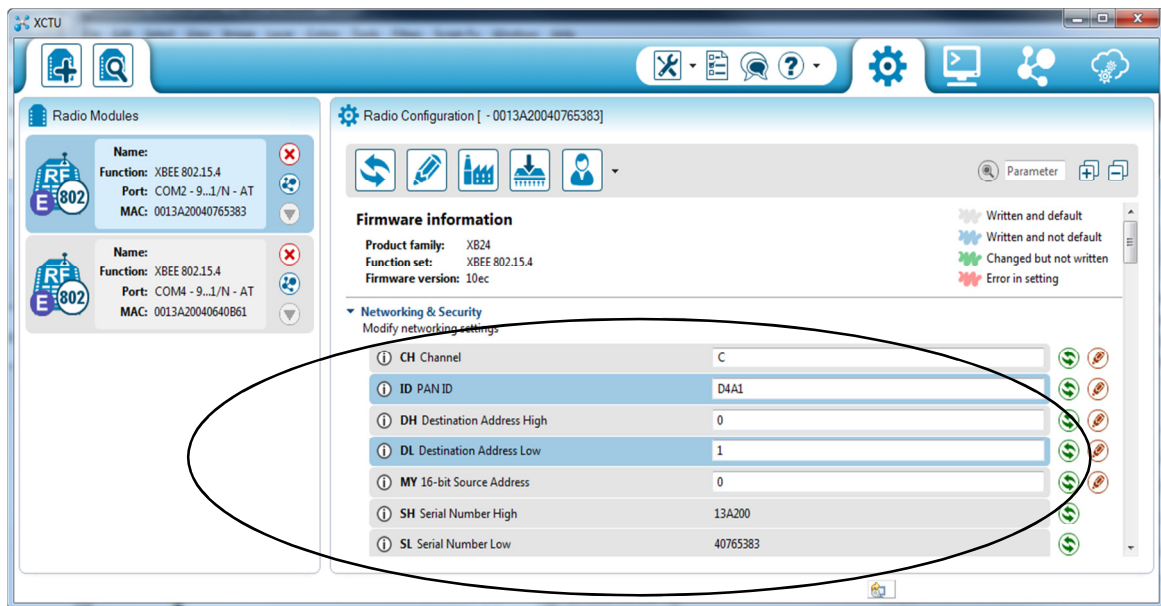 XCTU
Radio Modules
Name:
Function: XBEE 802.15.4
Port: COM2 - 9...1/N - AT
MAC: 0013A20040765383
RF
E 802
Name:
Function: XBEE 802.15.4
Port: COM4 - 9...1/N - AT
MAC: 0013A20040640B61
RF
E 802
Radio Configuration [ - 0013A20040765383]
Parameter
Firmware information
Product family: XB24
Function set: XBEE 802.15.4
Firmware version: 10ec
Written and default
Written and not default
Changed but not written
Error in setting
Networking & Security
Modify networking settings
CH Channel C
ID PAN ID D4A1
DH Destination Address High 0
DL Destination Address Low 1
MY 16-bit Source Address 0
SH Serial Number High 13A200
SL Serial Number Low 40765383